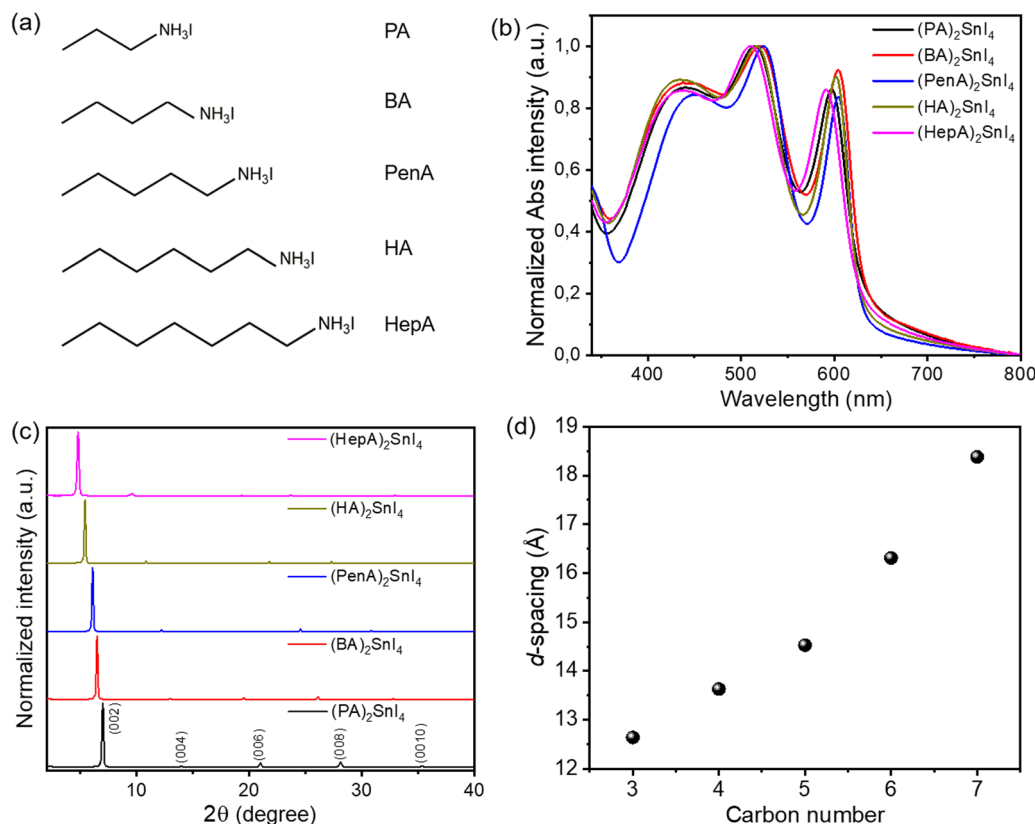 (a)
NH₃I PA
NH₃I BA
NH₃I PenA
NH₃I HA
NH₃I HepA
(b)
Normalized Abs intensity (a.u.)
1,0
0,8
0,6
0,4
0,2
0,0
400 500 600 700 800
Wavelength (nm)
(PA)₂SnI₄
(BA)₂SnI₄
(PenA)₂SnI₄
(HA)₂SnI₄
(HepA)₂SnI₄
(c)
Normalized intensity (a.u.)
(HepA)₂SnI₄
(HA)₂SnI₄
(PenA)₂SnI₄
(BA)₂SnI₄
(PA)₂SnI₄
(002)
(004)
(006)
(008)
(0010)
10 20 30 40
2θ (degree)
(d)
d-spacing (Å)
19
18
17
16
15
14
13
12
3 4 5 6 7
Carbon number